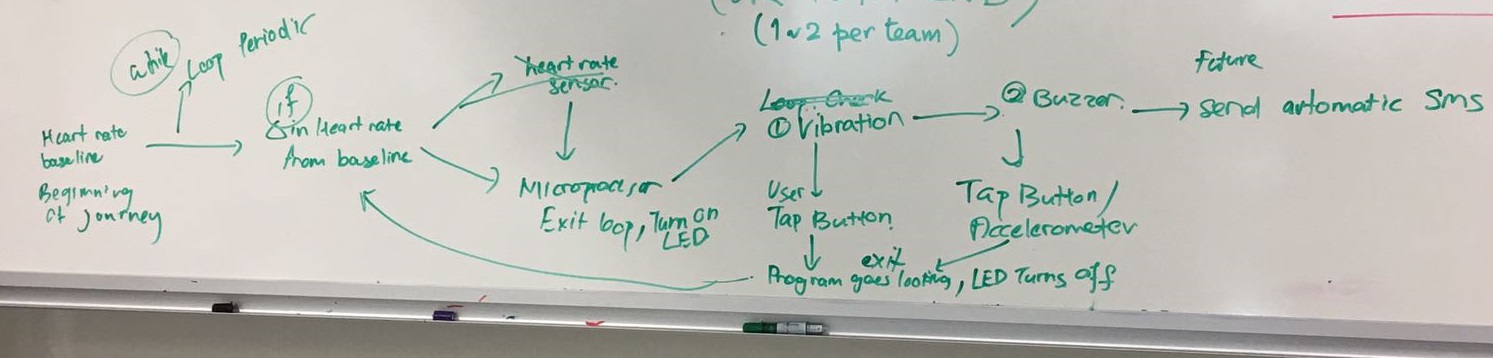 (1~2 per team)
while
Loop Periodic
Heart rate
baseline
Beginning
of journey
if
Δ in Heart rate
from baseline
heart rate
sensor.
Exit loop, Turn on
LED
Loop Check
① Vibration
User
Tap Button
② Buzzer.
Tap Button/
Accelerometer
exit
Program goes looking, LED Turns off
Future
send automatic SMS